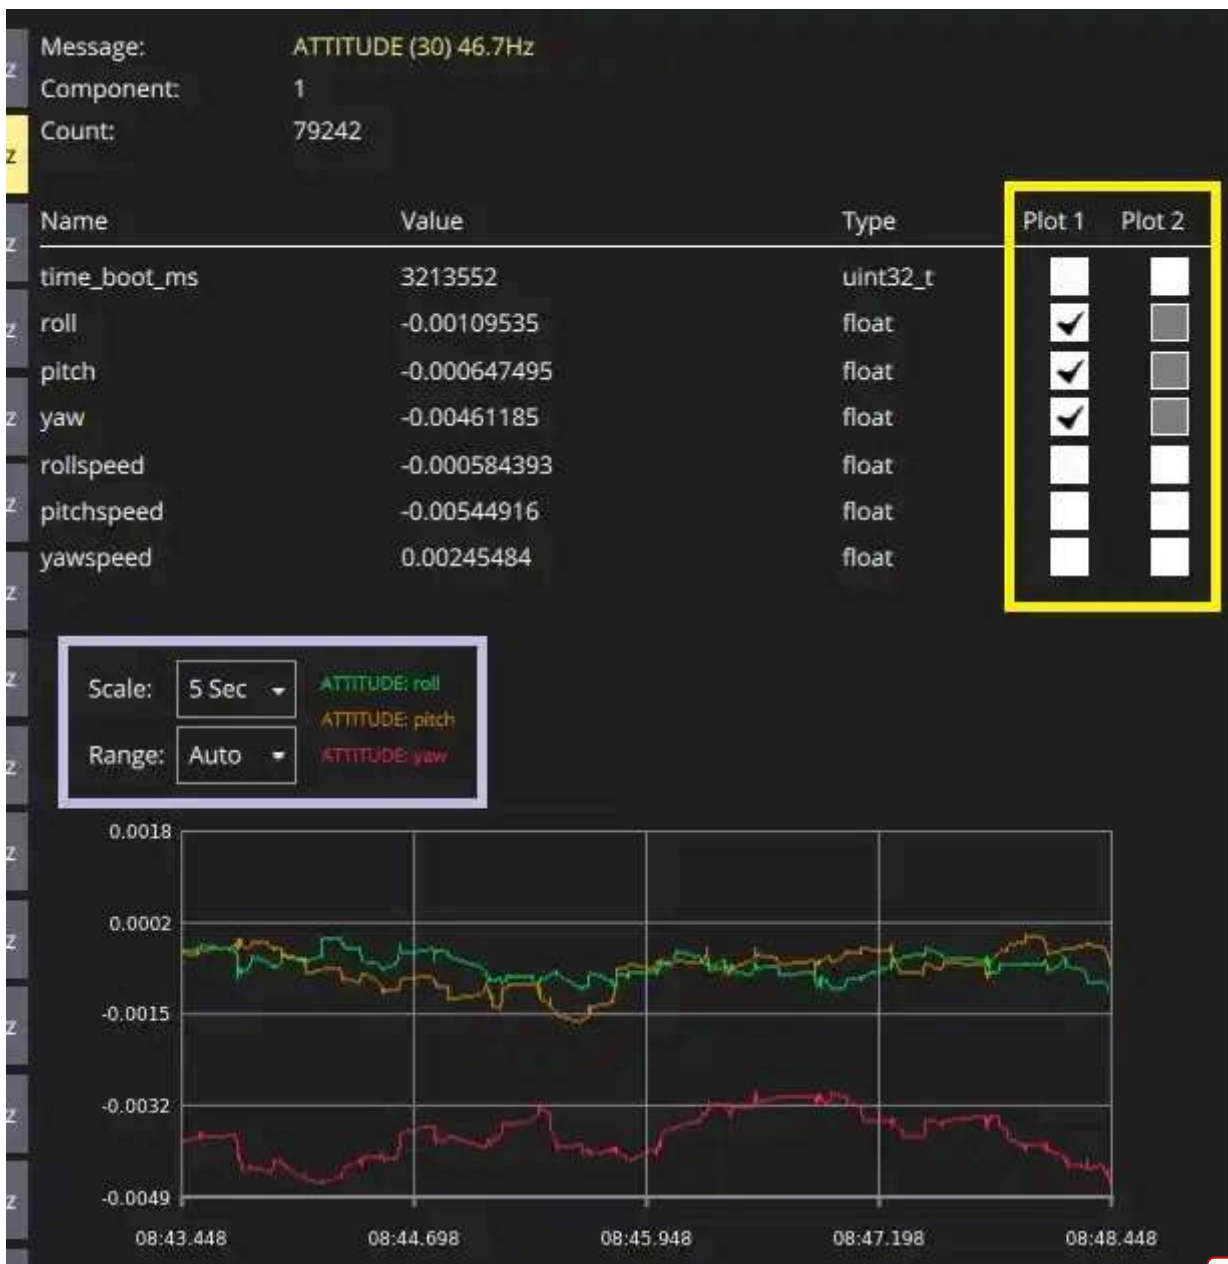 Message: ATTITUDE (30) 46.7Hz
Component: 1
Count: 79242
Name Value Type Plot 1 Plot 2
time_boot_ms 3213552 uint32_t
roll -0.00109535 float
pitch -0.000647495 float
yaw -0.00461185 float
rollspeed -0.000584393 float
pitchspeed -0.00544916 float
yawspeed 0.00245484 float
Scale: 5 Sec ATTITUDE: roll
ATTITUDE: pitch
Range: Auto ATTITUDE: yaw
0.0018
0.0002
-0.0015
-0.0032
-0.0049
08:43.448 08:44.698 08:45.948 08:47.198 08:48.448